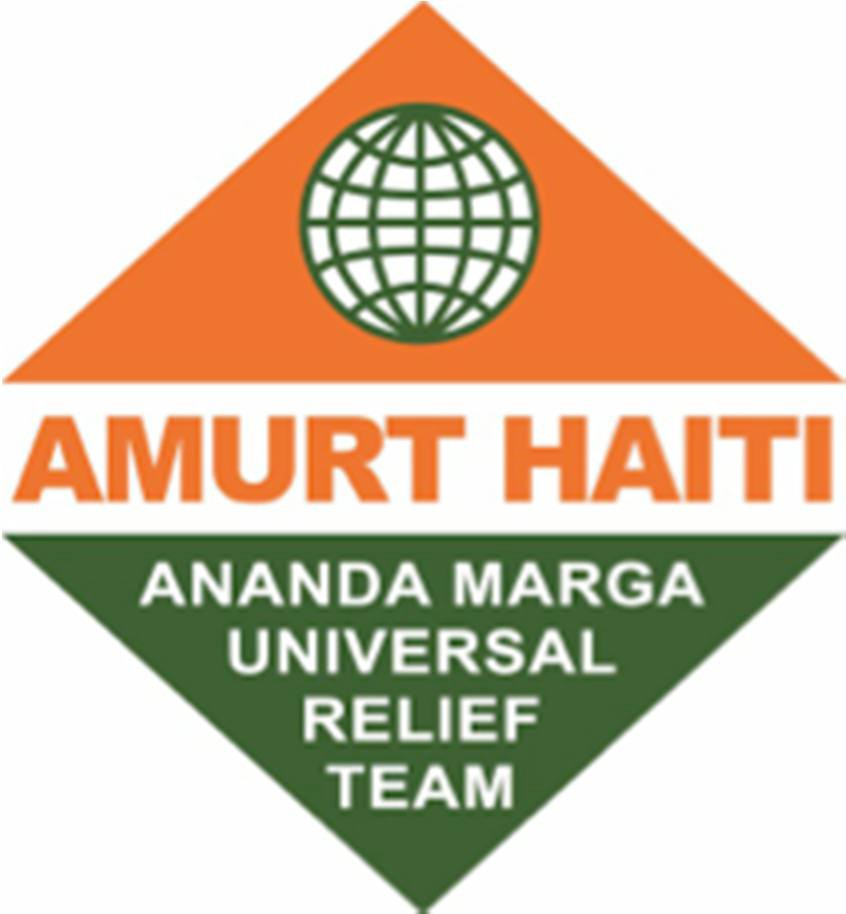 AMURT HAITI
ANANDA MARGA
UNIVERSAL
RELIEF
TEAM